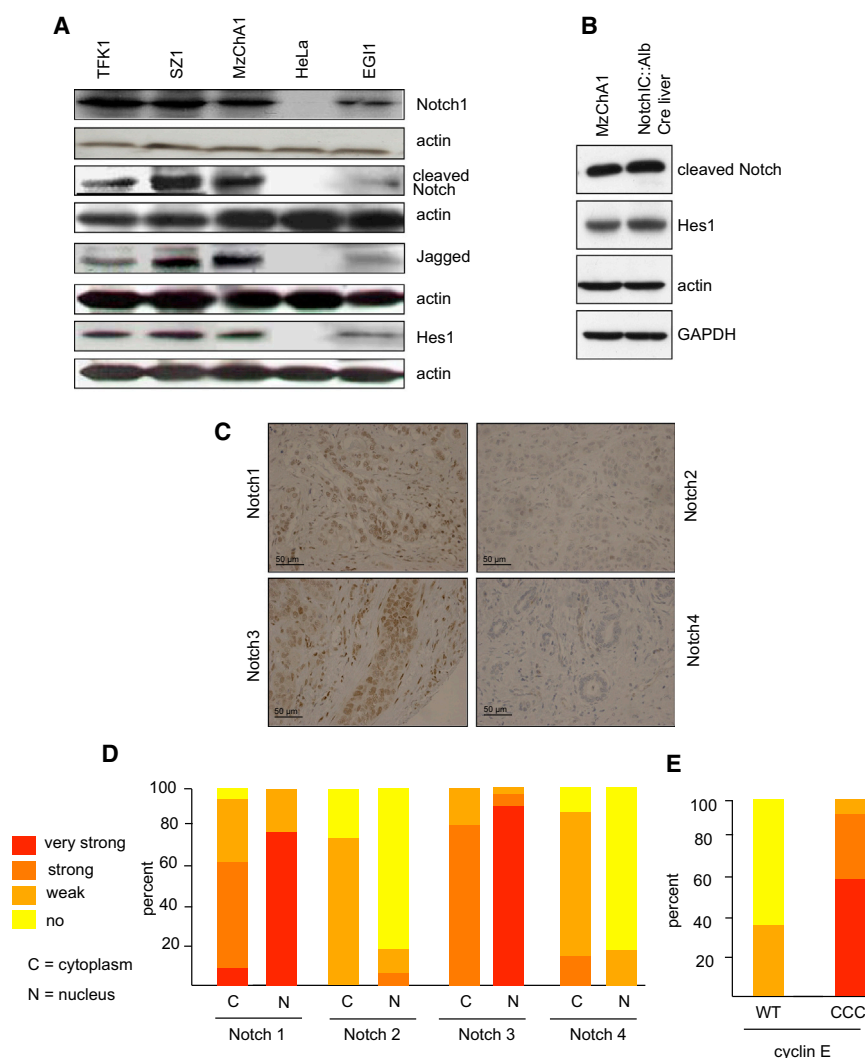 A
TFK1
SZ1
MzChA1
HeLa
EGI1
Notch1
actin
cleaved
Notch
actin
Jagged
actin
Hes1
actin
B
MzChA1
NotchIC::Alb
Cre liver
cleaved Notch
Hes1
actin
GAPDH
C
Notch1
50 µm
Notch2
50 µm
Notch3
50 µm
Notch4
50 µm
D
very strong
strong
weak
no
C = cytoplasm
N = nucleus
percent
100
80
60
40
20
C N C N C N C N
Notch 1 Notch 2 Notch 3 Notch 4
E
percent
100
80
60
40
20
WT CCC
cyclin E